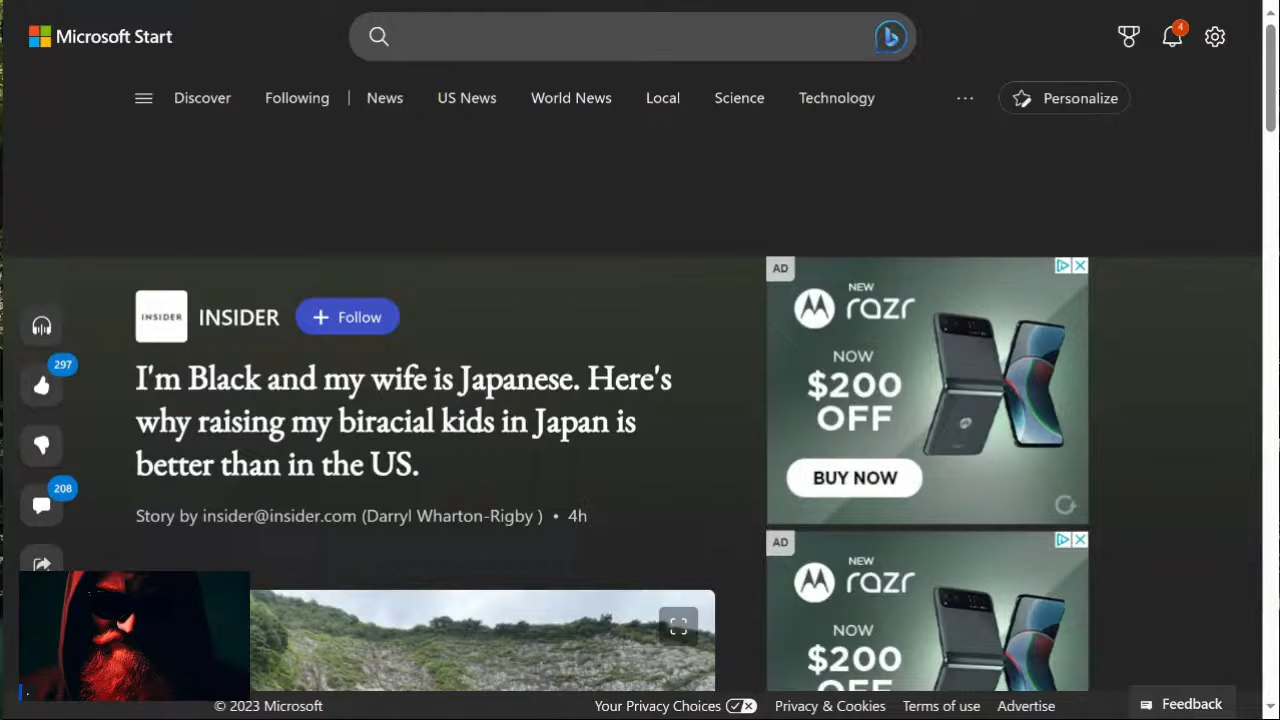 Microsoft Start
4
Discover
Following
News
US News
World News
Local
Science
Technology
Personalize
INSIDER
INSIDER
Follow
297
208
I'm Black and my wife is Japanese. Here's
why raising my biracial kids in Japan is
better than in the US.
Story by insider@insider.com (Darryl Wharton-Rigby ) • 4h
AD
NEW
razr
NOW
$200
OFF
BUY NOW
AD
NEW
razr
NOW
$200
OFF
© 2023 Microsoft
Your Privacy Choices
Privacy & Cookies
Terms of use
Advertise
Feedback